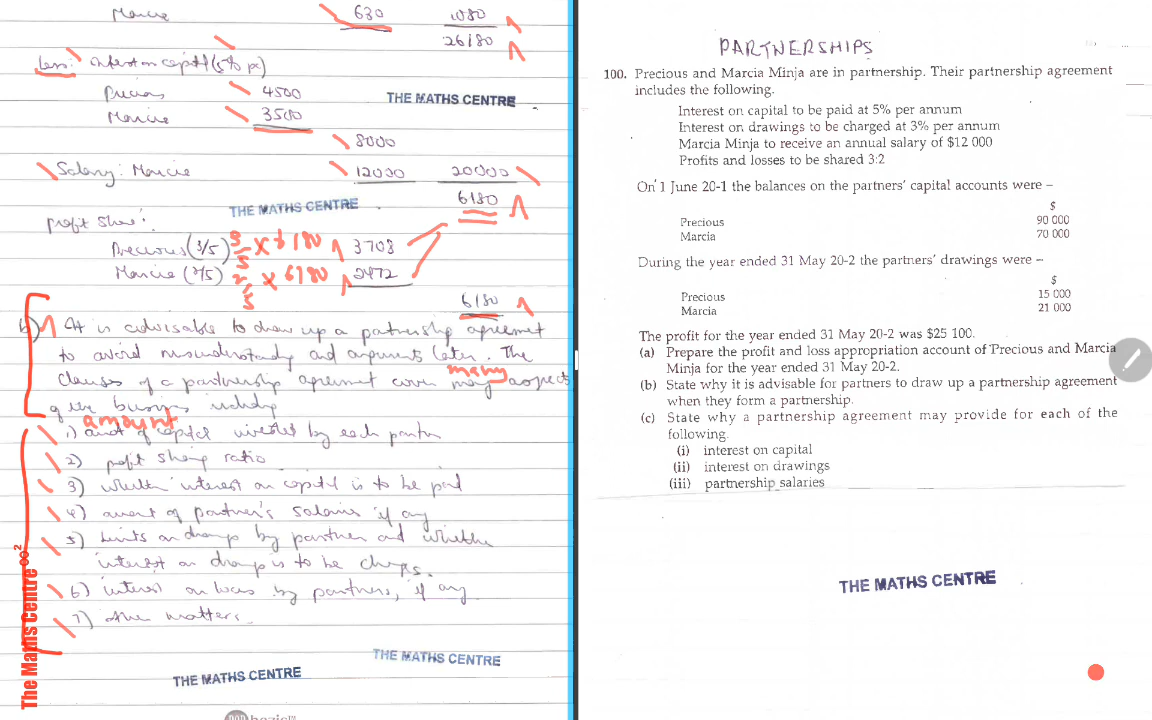 Marcia 630 1080
26180
Less: Interest on capital (5% pa)
Precious 4500
THE MATHS CENTRE
Marcia 3500
8000
Salary: Marcia 12000 20000
6180
THE MATHS CENTRE
Profit Share:
Precious (3/5) 3/5 × 6180 3708
Marcia (2/5) 2/5 × 6180 2472
6180
b) It is advisable to draw up a partnership agreement
to avoid misunderstanding and arguments later. The
many
clauses of a partnership agreement cover many aspects
of the business including
amount
1) amt of capital invested by each partner
2) profit sharing ratio
3) whether interest on capital is to be paid
4) amount of partner's salaries if any
5) limits on drawings by partner and whether
interest on drawings is to be charged.
6) interest on loans by partners, if any
7) other matters.
The Maths Centre ∞²
THE MATHS CENTRE
THE MATHS CENTRE
PARTNERSHIPS
100. Precious and Marcia Minja are in partnership. Their partnership agreement
includes the following.
Interest on capital to be paid at 5% per annum
Interest on drawings to be charged at 3% per annum
Marcia Minja to receive an annual salary of $12 000
Profits and losses to be shared 3:2
On 1 June 20-1 the balances on the partners' capital accounts were –
$
Precious 90 000
Marcia 70 000
During the year ended 31 May 20-2 the partners' drawings were –
$
Precious 15 000
Marcia 21 000
The profit for the year ended 31 May 20-2 was $25 100.
(a) Prepare the profit and loss appropriation account of Precious and Marcia
Minja for the year ended 31 May 20-2.
(b) State why it is advisable for partners to draw up a partnership agreement
when they form a partnership.
(c) State why a partnership agreement may provide for each of the
following.
(i) interest on capital
(ii) interest on drawings
(iii) partnership salaries
THE MATHS CENTRE